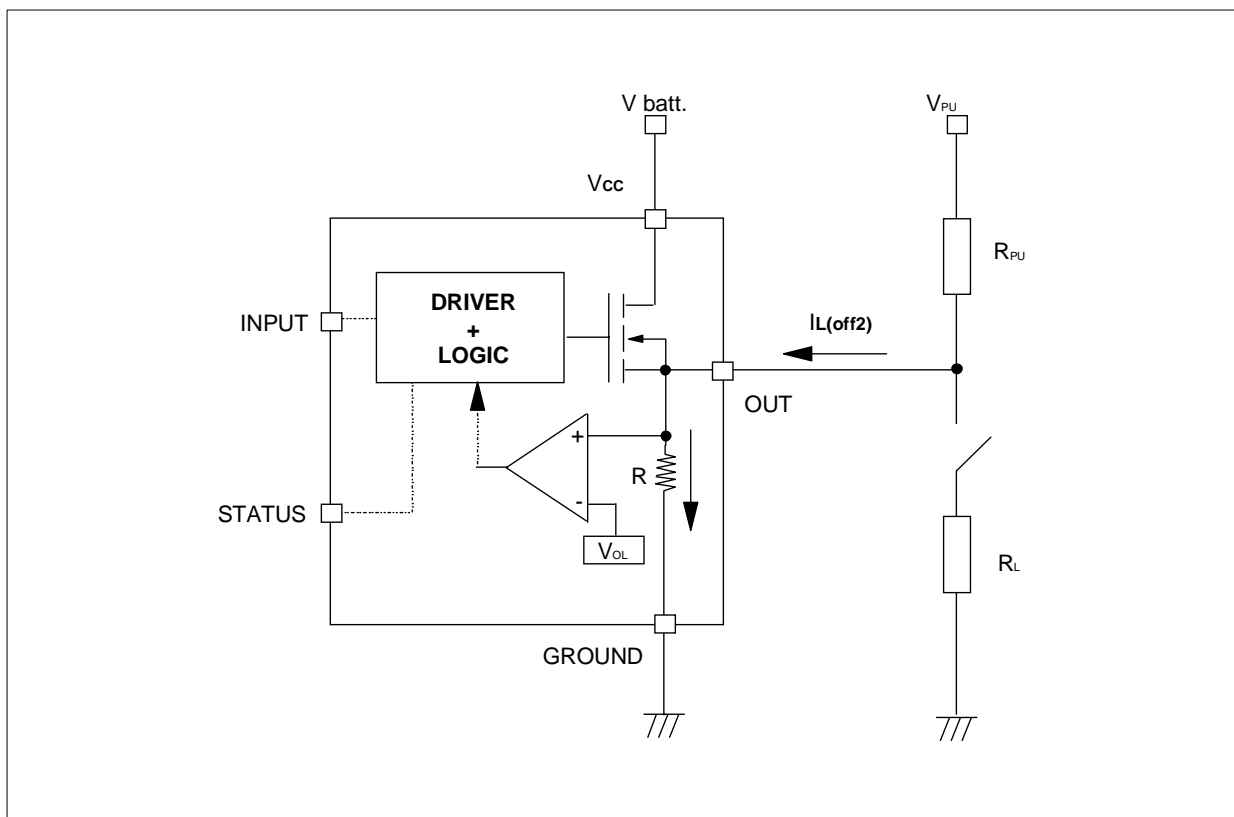 V batt.
VPU
Vcc
RPU
DRIVER
+
LOGIC
INPUT
IL(off2)
OUT
+
R
-
STATUS
VOL
RL
GROUND